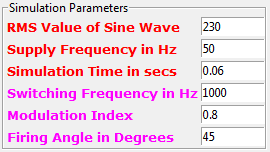 Simulation Parameters
RMS Value of Sine Wave 230
Supply Frequency in Hz 50
Simulation Time in secs 0.06
Switching Frequency in Hz 1000
Modulation Index 0.8
Firing Angle in Degrees 45